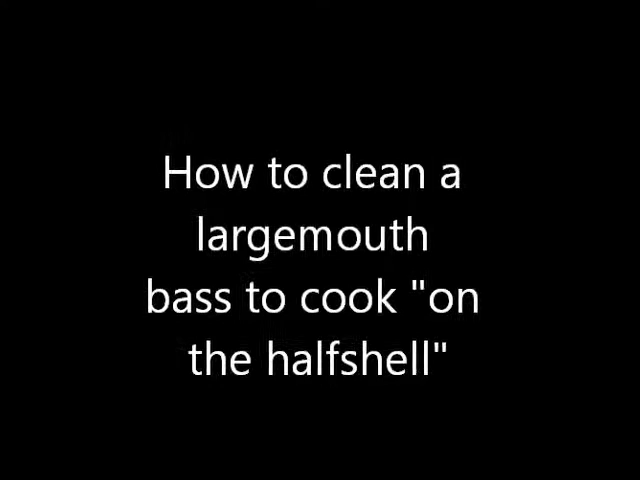 How to clean a
largemouth
bass to cook "on
the halfshell"